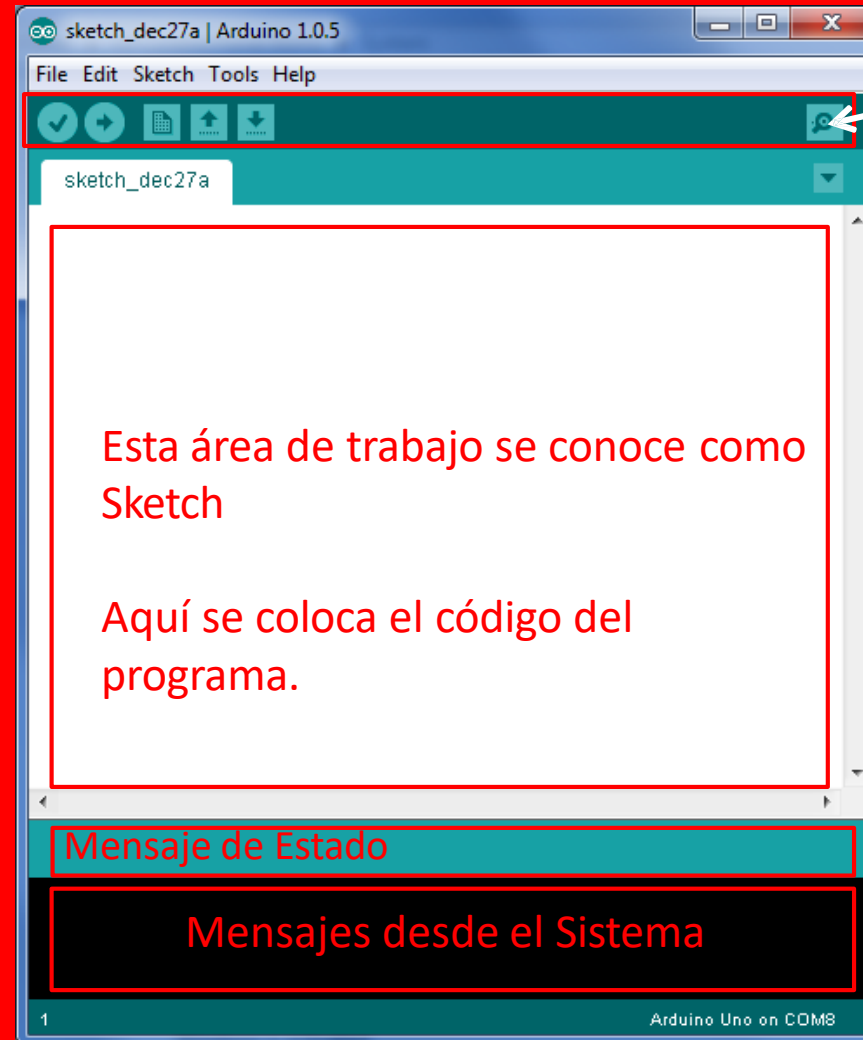 sketch_dec27a | Arduino 1.0.5
File Edit Sketch Tools Help
sketch_dec27a
Esta área de trabajo se conoce como
Sketch
Aquí se coloca el código del
programa.
Mensaje de Estado
Mensajes desde el Sistema
1 Arduino Uno on COM8